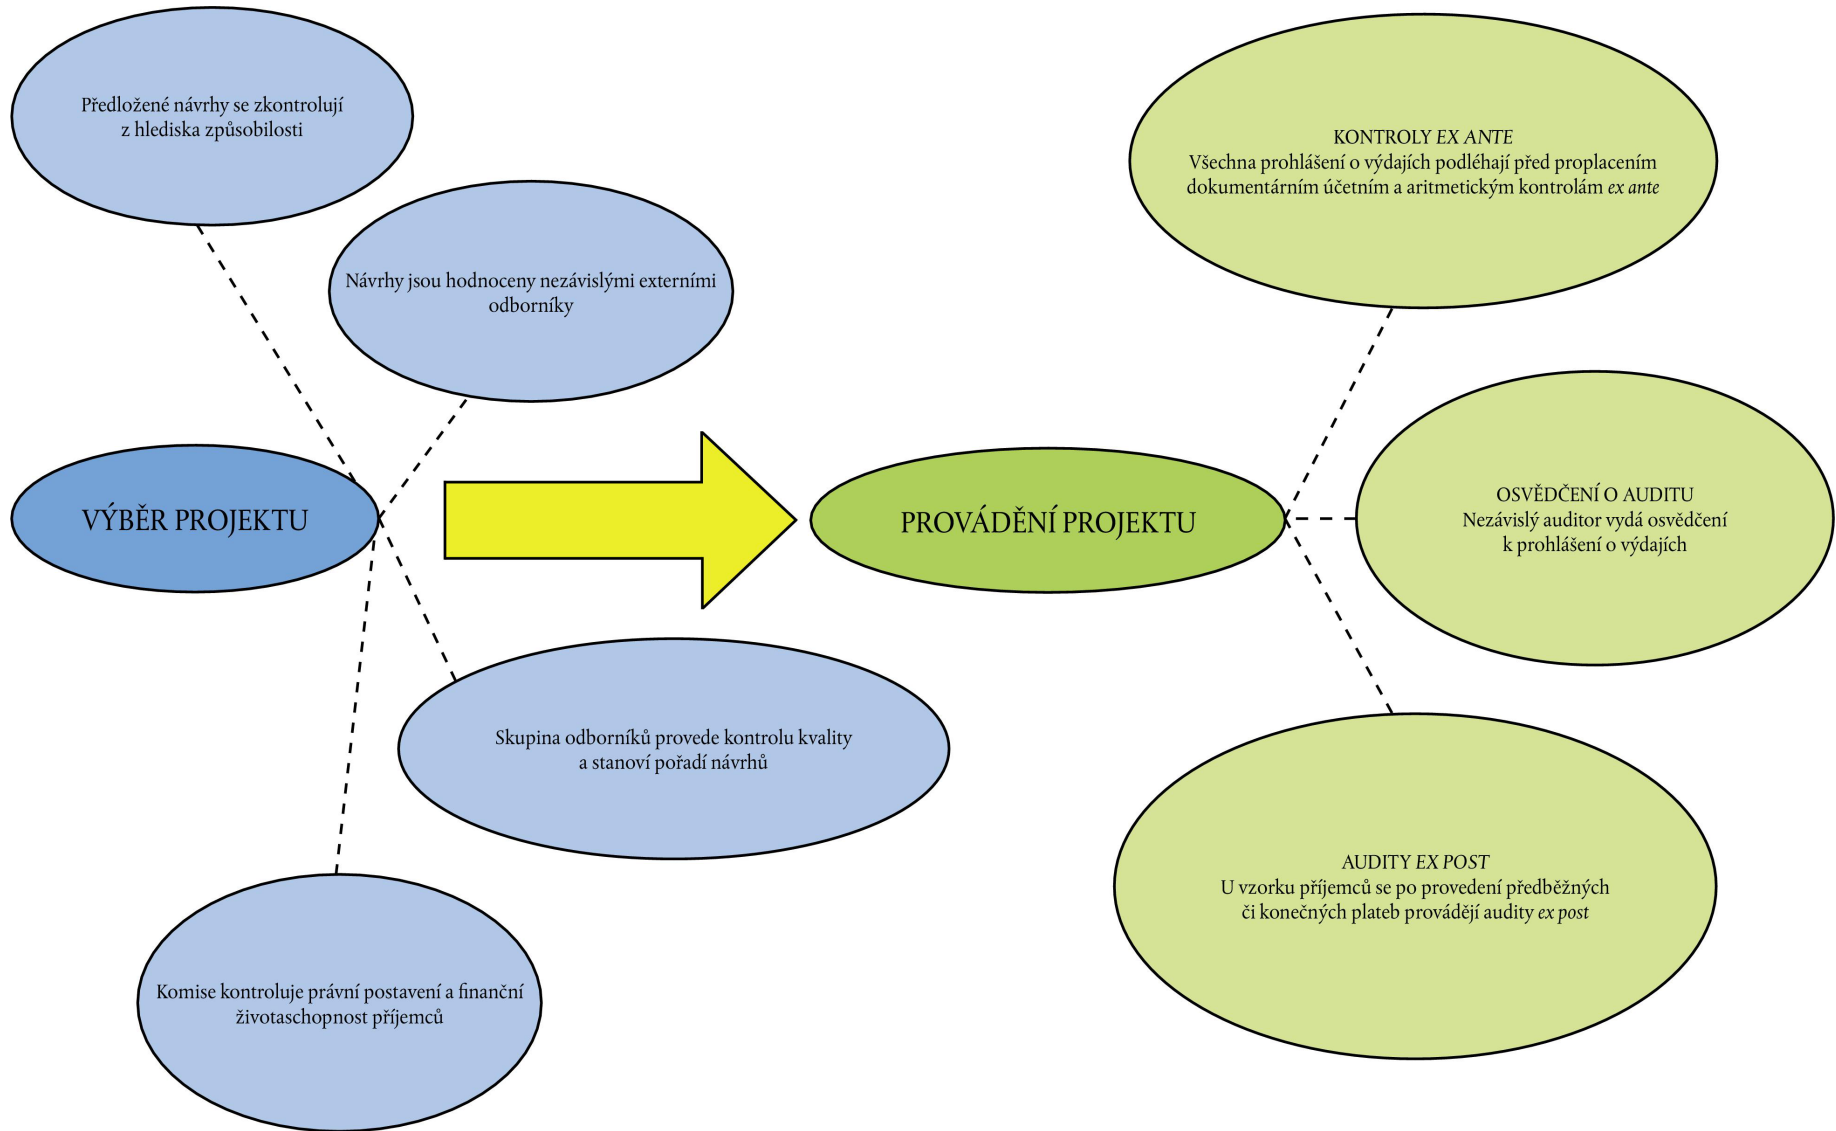 Předložené návrhy se zkontrolují
z hlediska způsobilosti
Návrhy jsou hodnoceny nezávislými externími
odborníky
VÝBĚR PROJEKTU
Skupina odborníků provede kontrolu kvality
a stanoví pořadí návrhů
Komise kontroluje právní postavení a finanční
životaschopnost příjemců
PROVÁDĚNÍ PROJEKTU
KONTROLY EX ANTE
Všechna prohlášení o výdajích podléhají před proplacením
dokumentárním účetním a aritmetickým kontrolám ex ante
OSVĚDČENÍ O AUDITU
Nezávislý auditor vydá osvědčení
k prohlášení o výdajích
AUDITY EX POST
U vzorku příjemců se po provedení předběžných
či konečných plateb provádějí audity ex post